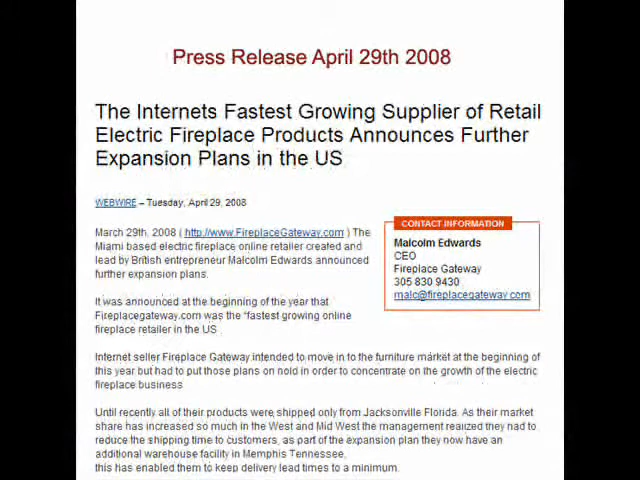 Press Release April 29th 2008
The Internets Fastest Growing Supplier of Retail
Electric Fireplace Products Announces Further
Expansion Plans in the US
WEBWIRE – Tuesday, April 29, 2008
March 29th, 2008 ( http://www.FireplaceGateway.com ) The
Miami based electric fireplace online retailer created and
lead by British entrepreneur Malcolm Edwards announced
further expansion plans.
CONTACT INFORMATION
Malcolm Edwards
CEO
Fireplace Gateway
305 830 9430
malc@fireplacegateway.com
It was announced at the beginning of the year that
Fireplacegateway.com was the "fastest growing online
fireplace retailer in the US
Internet seller Fireplace Gateway intended to move in to the furniture market at the beginning of
this year but had to put those plans on hold in order to concentrate on the growth of the electric
fireplace business
Until recently all of their products were shipped only from Jacksonville Florida. As their market
share has increased so much in the West and Mid West the management realized they had to
reduce the shipping time to customers, as part of the expansion plan they now have an
additional warehouse facility in Memphis Tennessee,
this has enabled them to keep delivery lead times to a minimum.